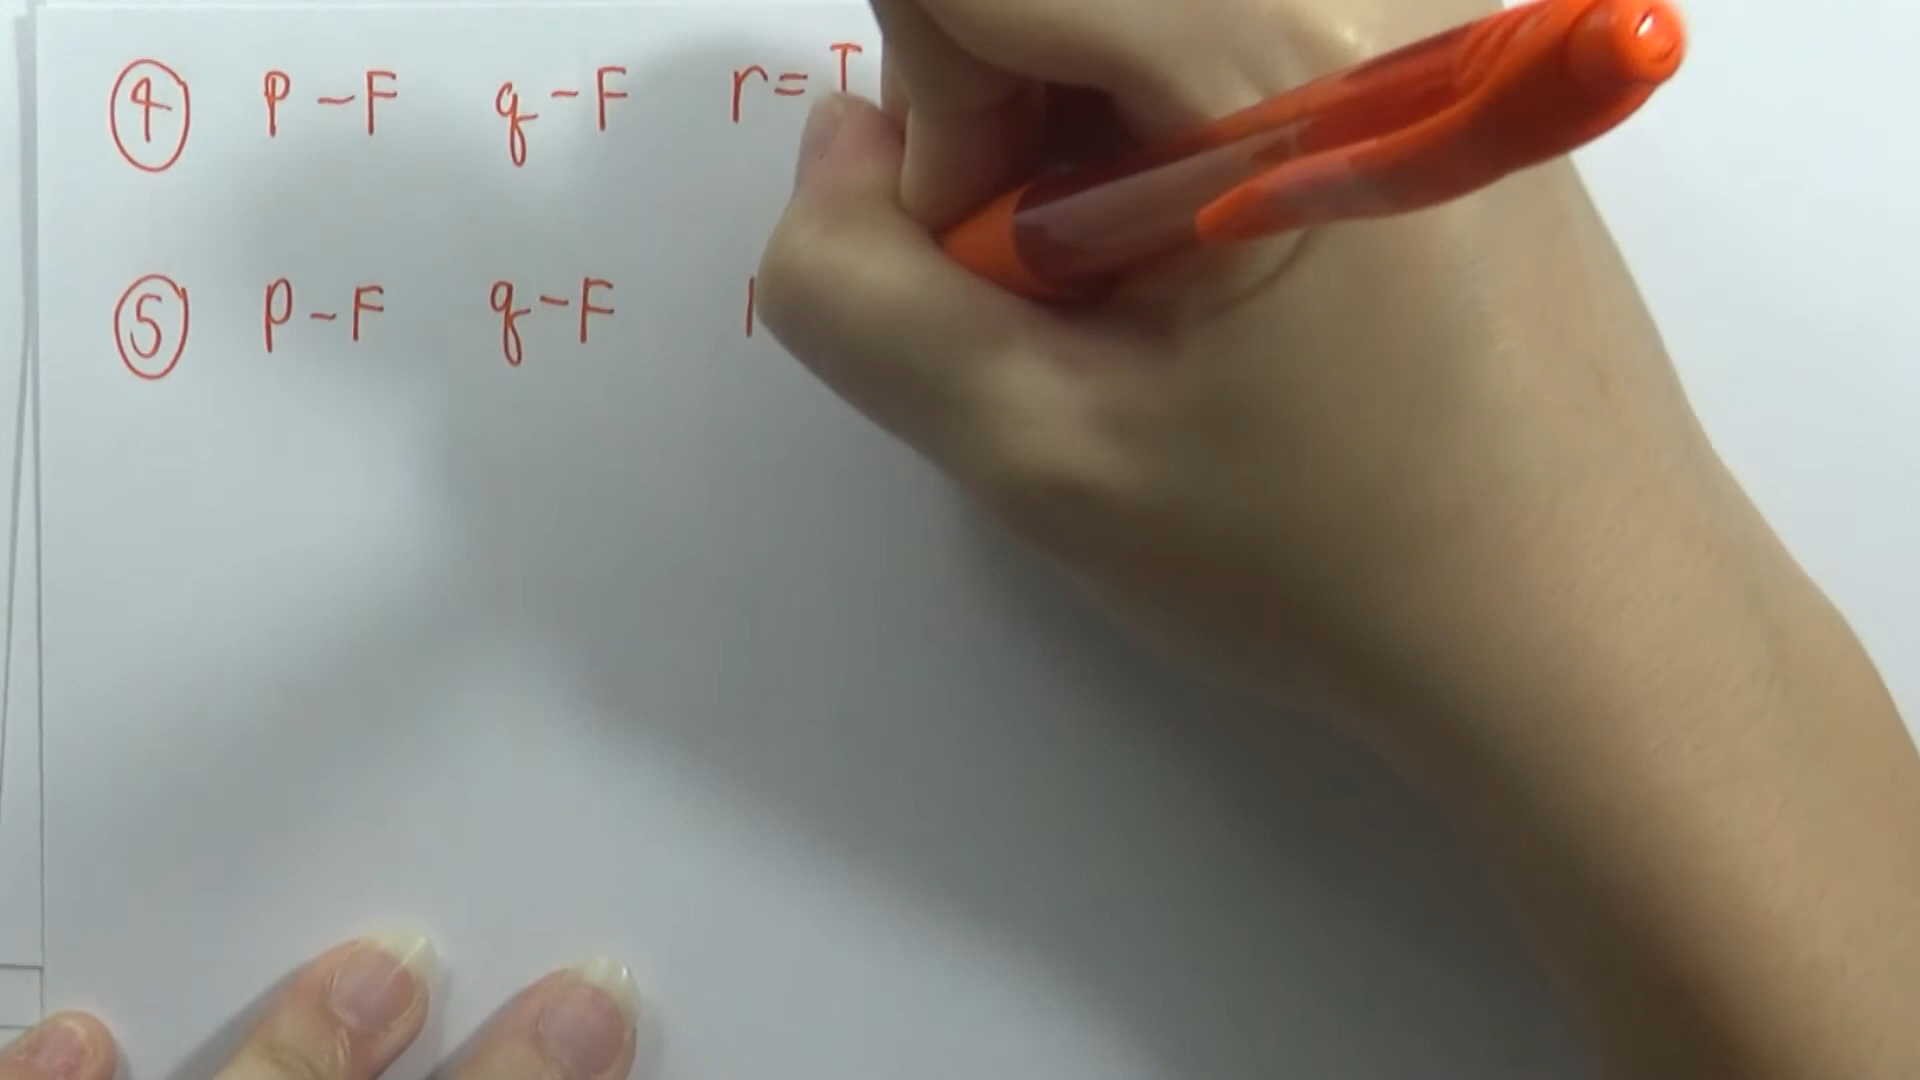 ④ p - F q - F r = T
⑤ p - F q - F